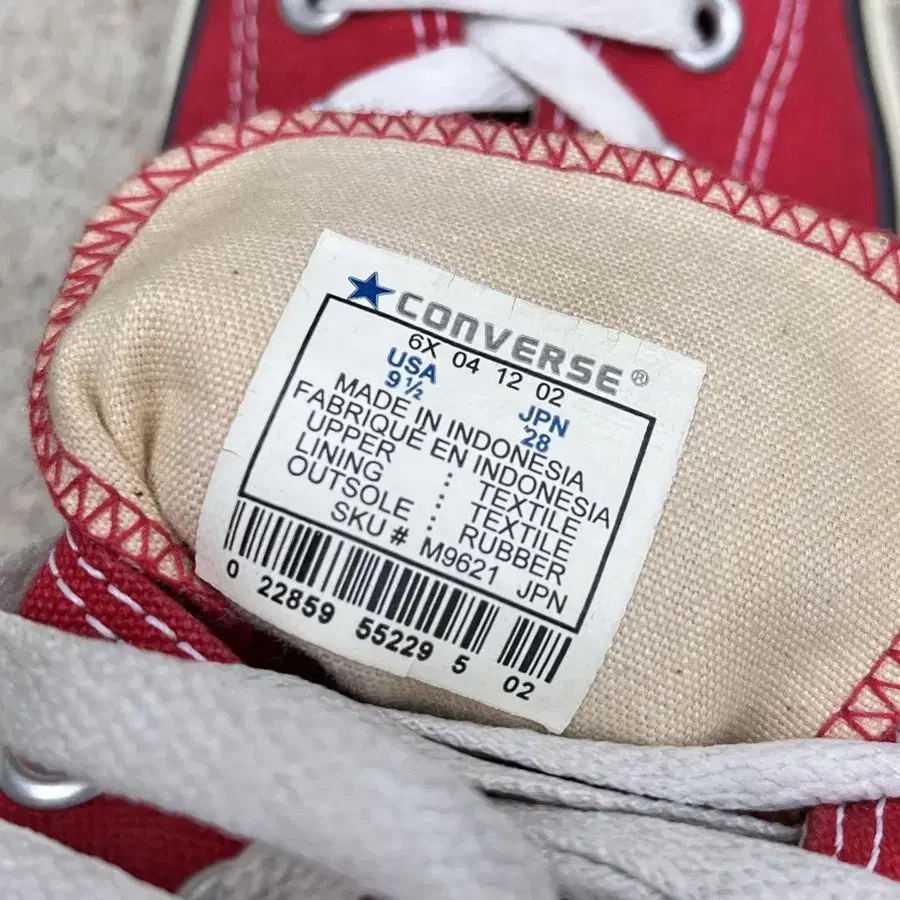 CONVERSE®
6X 04 12 02
USA JPN
9½ 28
MADE IN INDONESIA
FABRIQUE EN INDONESIA
UPPER : TEXTILE
LINING : TEXTILE
OUTSOLE : RUBBER
SKU # M9621 JPN
0 22859 55229 5 02